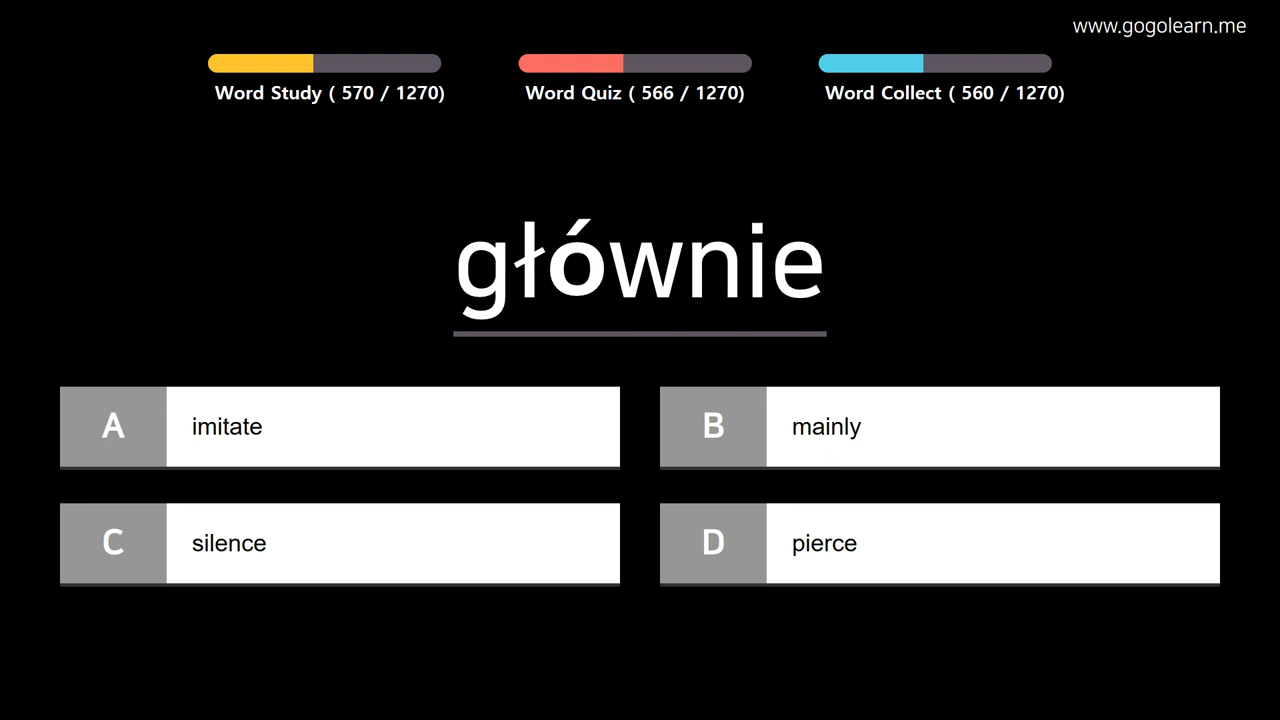 www.gogolearn.me
Word Study ( 570 / 1270)
Word Quiz ( 566 / 1270)
Word Collect ( 560 / 1270)
głównie
A imitate
B mainly
C silence
D pierce